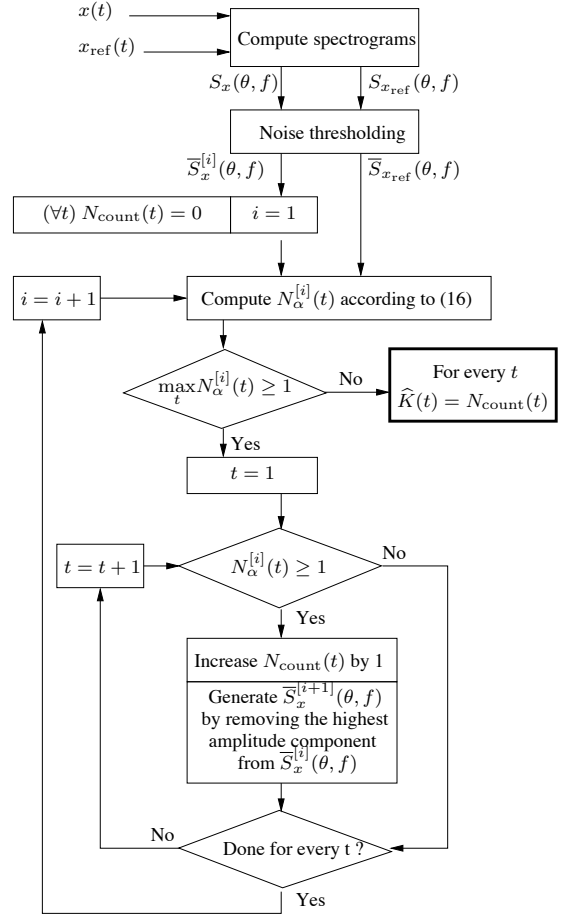 x(t)
x_ref(t)
Compute spectrograms
S_x(θ, f) S_{x_ref}(θ, f)
Noise thresholding
S̅_x^{[i]}(θ, f) S̅_{x_ref}(θ, f)
(∀t) N_count(t) = 0 i = 1
i = i + 1
Compute N_α^{[i]}(t) according to (16)
max_t N_α^{[i]}(t) ≥ 1
No
For every t
K̂(t) = N_count(t)
Yes
t = 1
t = t + 1
N_α^{[i]}(t) ≥ 1
No
Yes
Increase N_count(t) by 1
Generate S̅_x^{[i+1]}(θ, f)
by removing the highest
amplitude component
from S̅_x^{[i]}(θ, f)
No
Done for every t ?
Yes